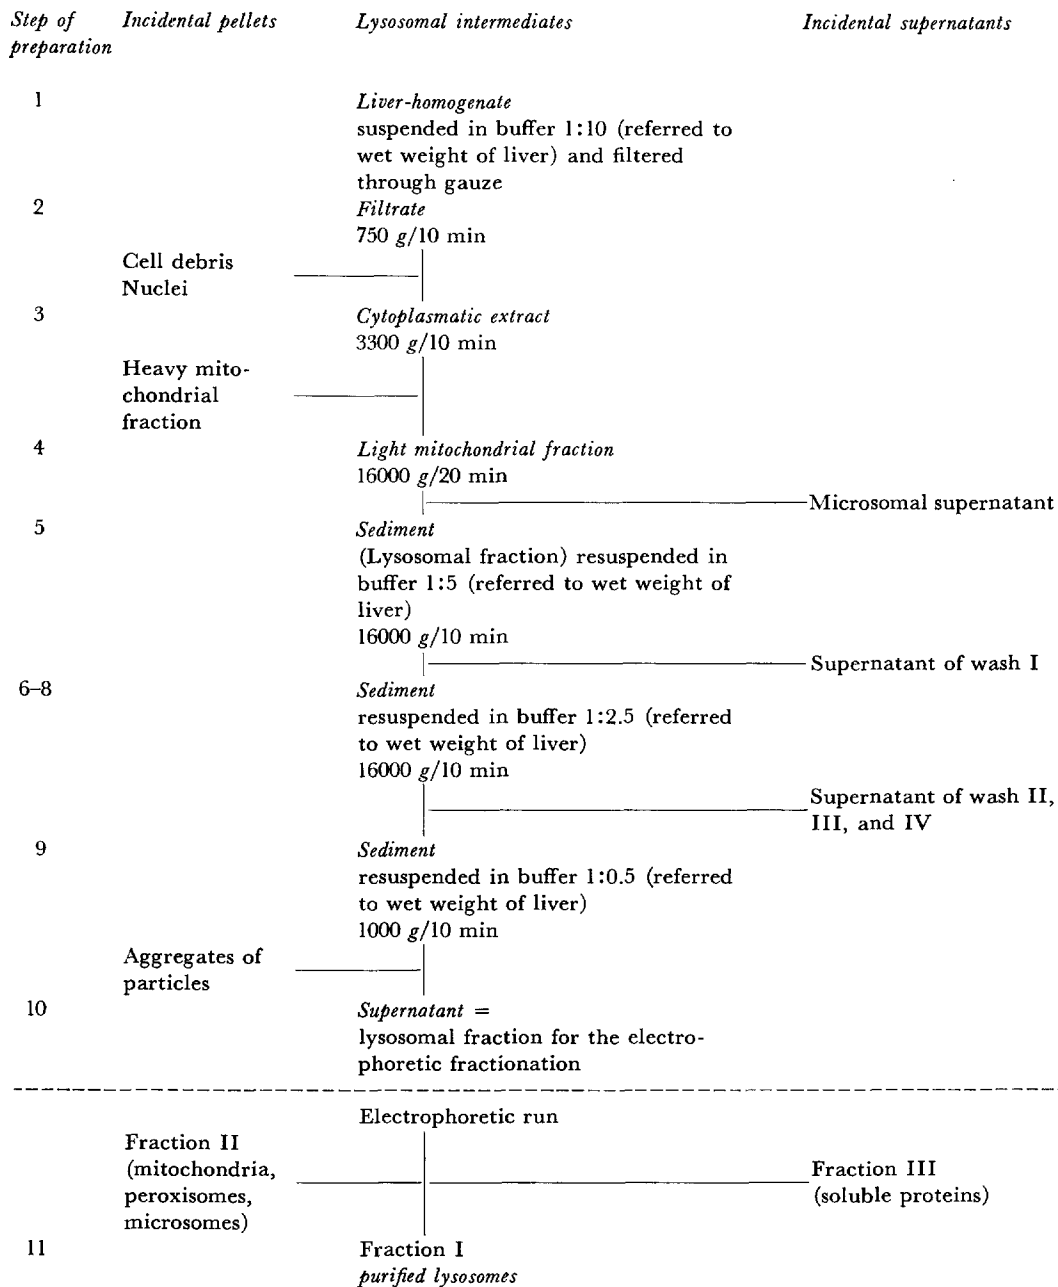 Step of preparation
Incidental pellets
Lysosomal intermediates
Incidental supernatants
1
Liver-homogenate
suspended in buffer 1:10 (referred to
wet weight of liver) and filtered
through gauze
2
Filtrate
750 g/10 min
Cell debris
Nuclei
3
Cytoplasmatic extract
3300 g/10 min
Heavy mito-
chondrial
fraction
4
Light mitochondrial fraction
16000 g/20 min
Microsomal supernatant
5
Sediment
(Lysosomal fraction) resuspended in
buffer 1:5 (referred to wet weight of
liver)
16000 g/10 min
Supernatant of wash I
6–8
Sediment
resuspended in buffer 1:2.5 (referred
to wet weight of liver)
16000 g/10 min
Supernatant of wash II,
III, and IV
9
Sediment
resuspended in buffer 1:0.5 (referred
to wet weight of liver)
1000 g/10 min
Aggregates of
particles
10
Supernatant =
lysosomal fraction for the electro-
phoretic fractionation
Electrophoretic run
Fraction II
(mitochondria,
peroxisomes,
microsomes)
Fraction III
(soluble proteins)
11
Fraction I
purified lysosomes